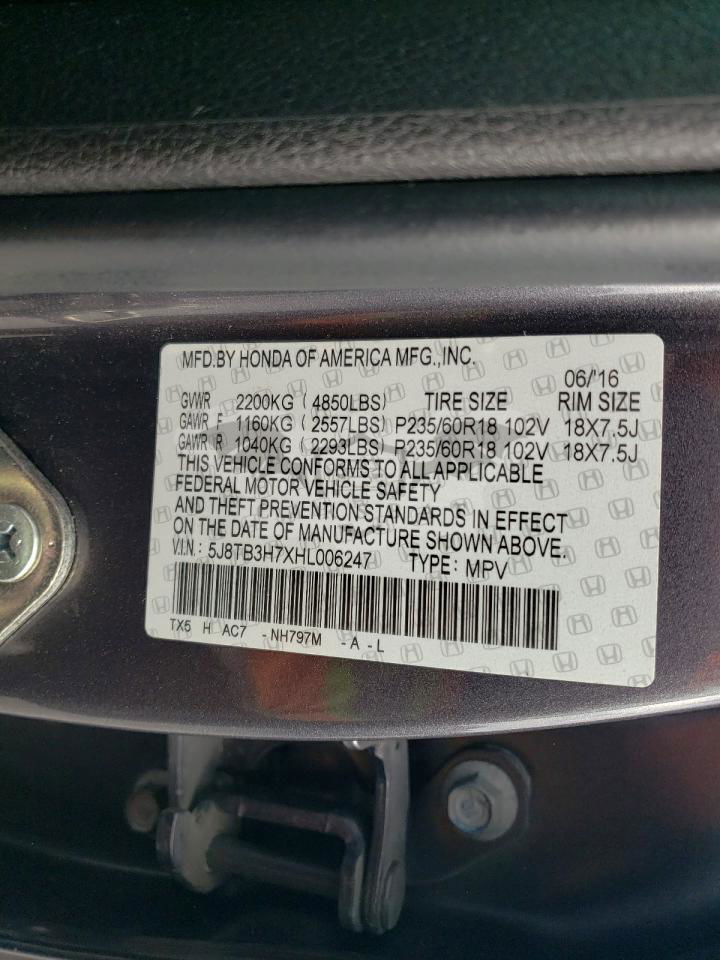 MFD.BY HONDA OF AMERICA MFG.,INC.
06/'16
GVWR 2200KG ( 4850LBS) TIRE SIZE RIM SIZE
GAWR F 1160KG ( 2557LBS) P235/60R18 102V 18X7.5J
GAWR R 1040KG ( 2293LBS) P235/60R18 102V 18X7.5J
THIS VEHICLE CONFORMS TO ALL APPLICABLE
FEDERAL MOTOR VEHICLE SAFETY
AND THEFT PREVENTION STANDARDS IN EFFECT
ON THE DATE OF MANUFACTURE SHOWN ABOVE.
V.I.N.: 5J8TB3H7XHL006247 TYPE: MPV
TX5 H AC7 -NH797M -A -L